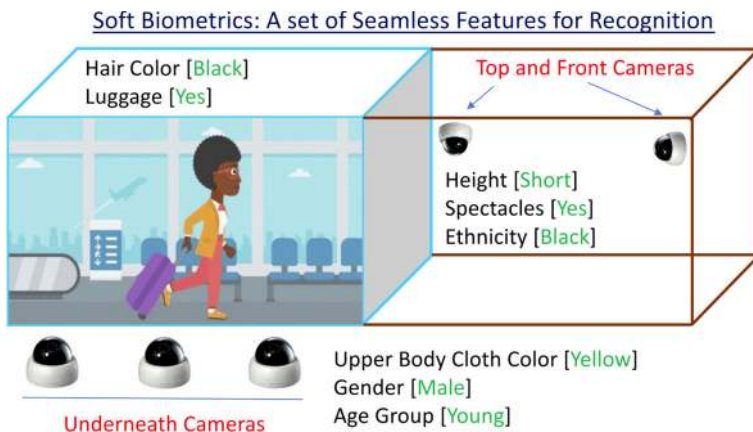 Soft Biometrics: A set of Seamless Features for Recognition
Hair Color [Black]
Luggage [Yes]
Top and Front Cameras
Height [Short]
Spectacles [Yes]
Ethnicity [Black]
Upper Body Cloth Color [Yellow]
Gender [Male]
Age Group [Young]
Underneath Cameras